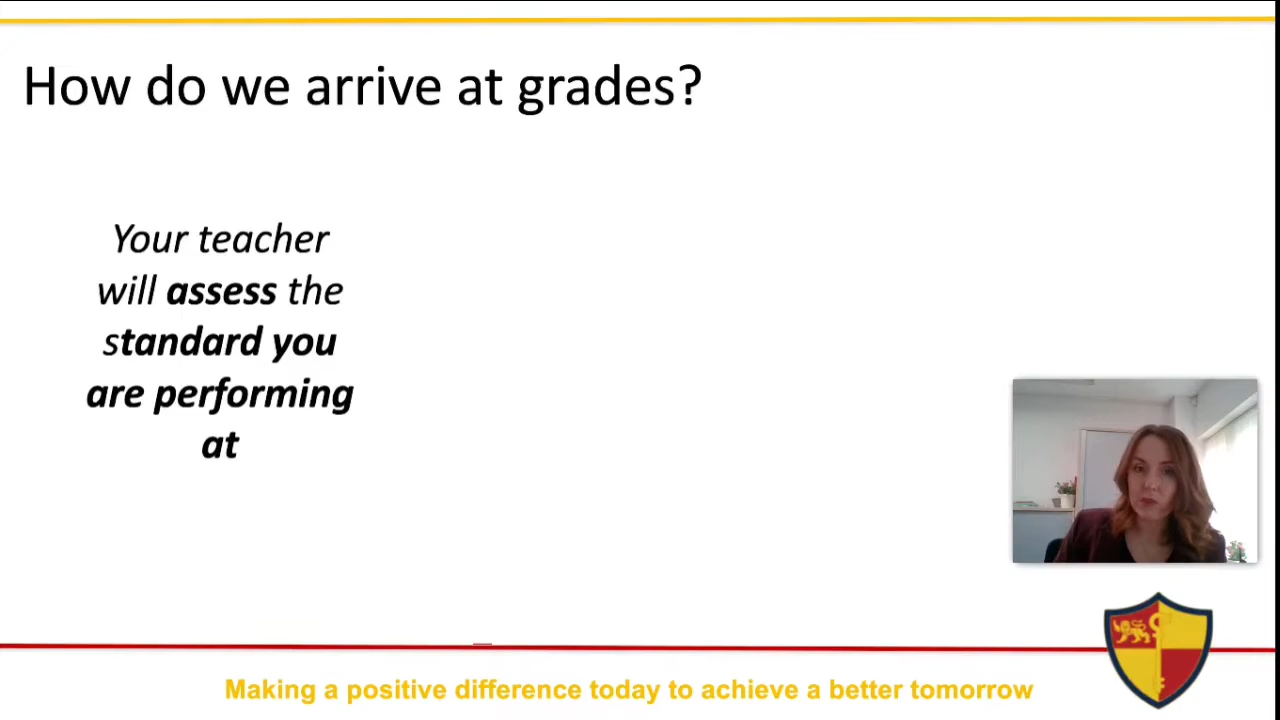 How do we arrive at grades?
Your teacher
will assess the
standard you
are performing
at
Making a positive difference today to achieve a better tomorrow